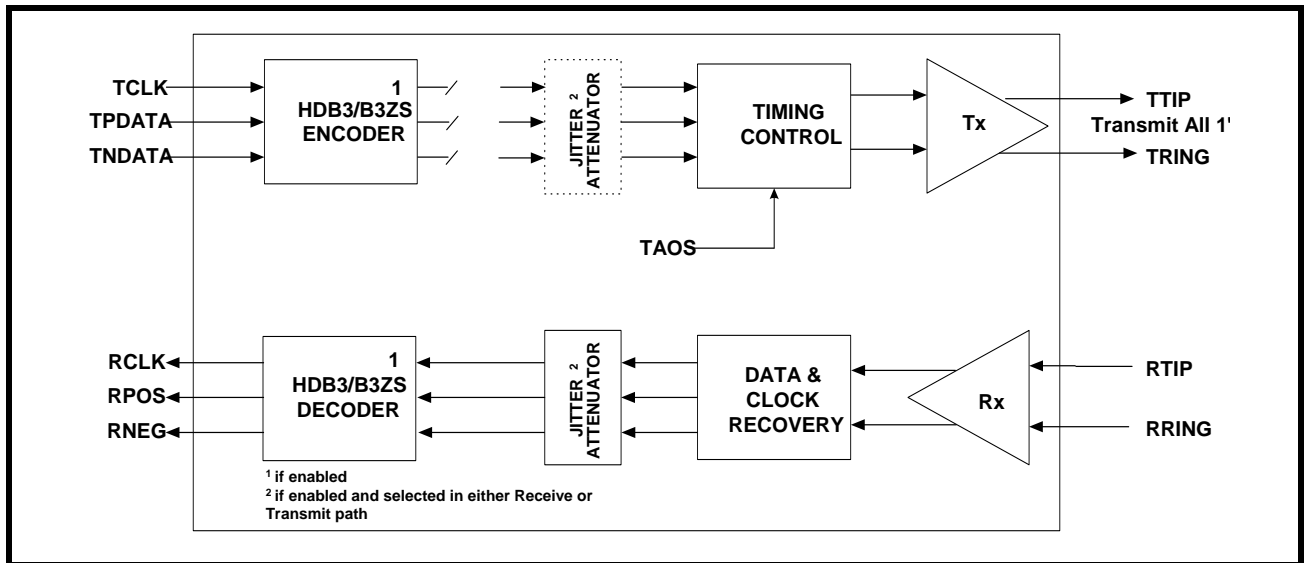 TCLK
TPDATA
TNDATA
1
HDB3/B3ZS
ENCODER
JITTER 2
ATTENUATOR
TIMING
CONTROL
Tx
TTIP
Transmit All 1'
TRING
TAOS
RCLK
RPOS
RNEG
1
HDB3/B3ZS
DECODER
JITTER 2
ATTENUATOR
DATA &
CLOCK
RECOVERY
Rx
RTIP
RRING
1 if enabled
2 if enabled and selected in either Receive or
Transmit path